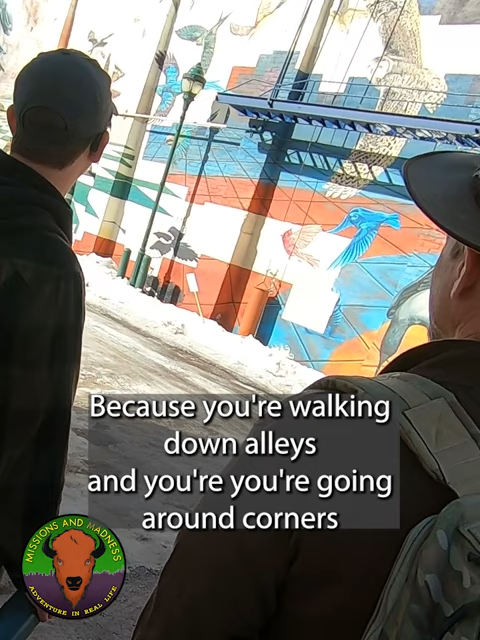 Because you're walking
down alleys
and you're you're going
around corners
MISSIONS AND MADNESS
ADVENTURE IN REAL LIFE